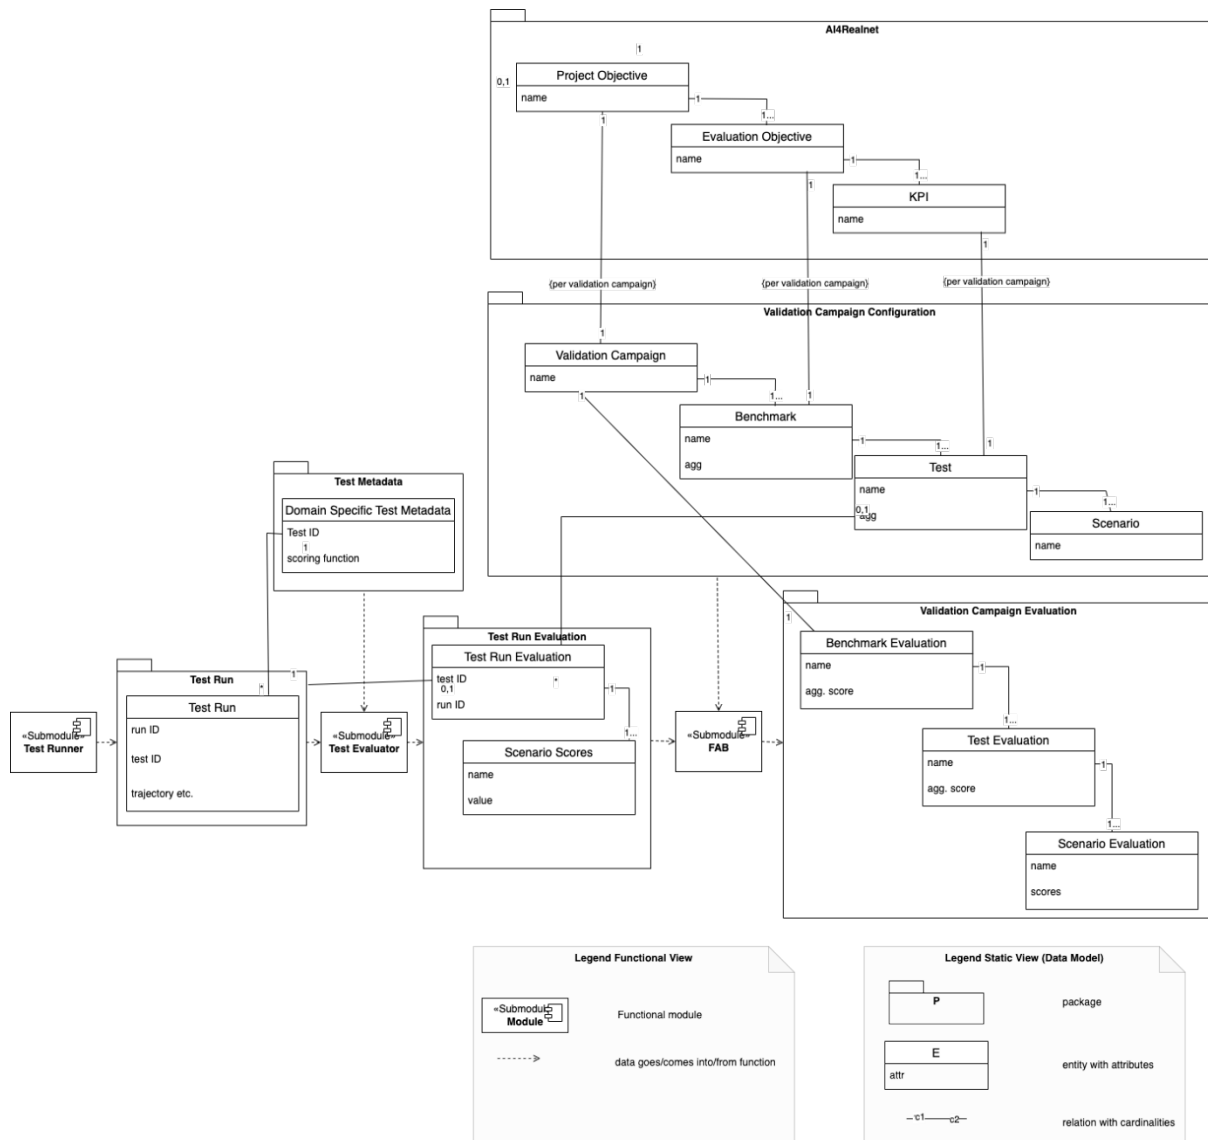 AI4Realnet
1
0,1
Project Objective
name
1
1
1...
Evaluation Objective
name
1
1
1...
KPI
name
1
{per validation campaign}
{per validation campaign}
{per validation campaign}
Validation Campaign Configuration
1
Validation Campaign
name
1
1
1...
1
Benchmark
name
agg
1
1...
1
Test
name
0,1
agg
1
1...
Scenario
name
Test Metadata
Domain Specific Test Metadata
Test ID
1
scoring function
Test Run
1
*
Test Run
run ID
test ID
trajectory etc.
«Submodule»
Test Runner
«Submodule»
Test Evaluator
Test Run Evaluation
Test Run Evaluation
test ID
0,1
*
run ID
1
1...
Scenario Scores
name
value
«Submodule»
FAB
Validation Campaign Evaluation
1
Benchmark Evaluation
name
agg. score
1
1...
Test Evaluation
name
agg. score
1
1...
Scenario Evaluation
name
scores
Legend Functional View
«Submodule»
Module
Functional module
data goes/comes into/from function
Legend Static View (Data Model)
P
package
E
attr
entity with attributes
c1
c2
relation with cardinalities